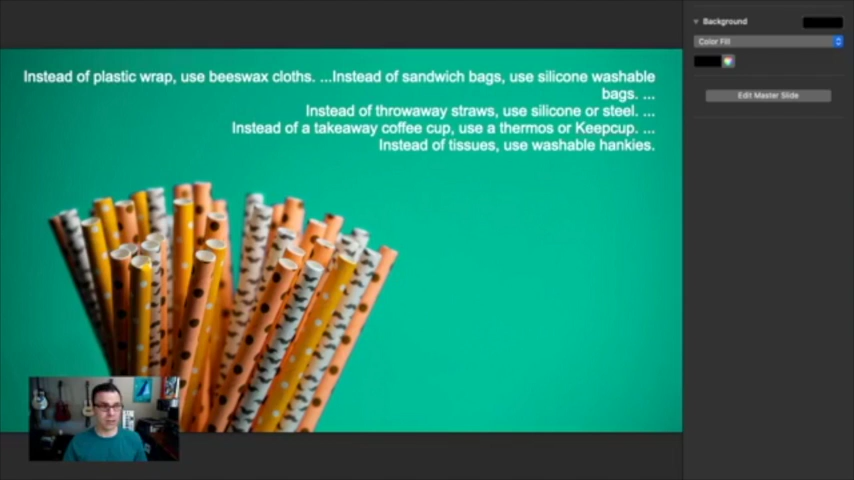 Background
Color Fill
Edit Master Slide
Instead of plastic wrap, use beeswax cloths. ...Instead of sandwich bags, use silicone washable
bags. ...
Instead of throwaway straws, use silicone or steel. ...
Instead of a takeaway coffee cup, use a thermos or Keepcup. ...
Instead of tissues, use washable hankies.